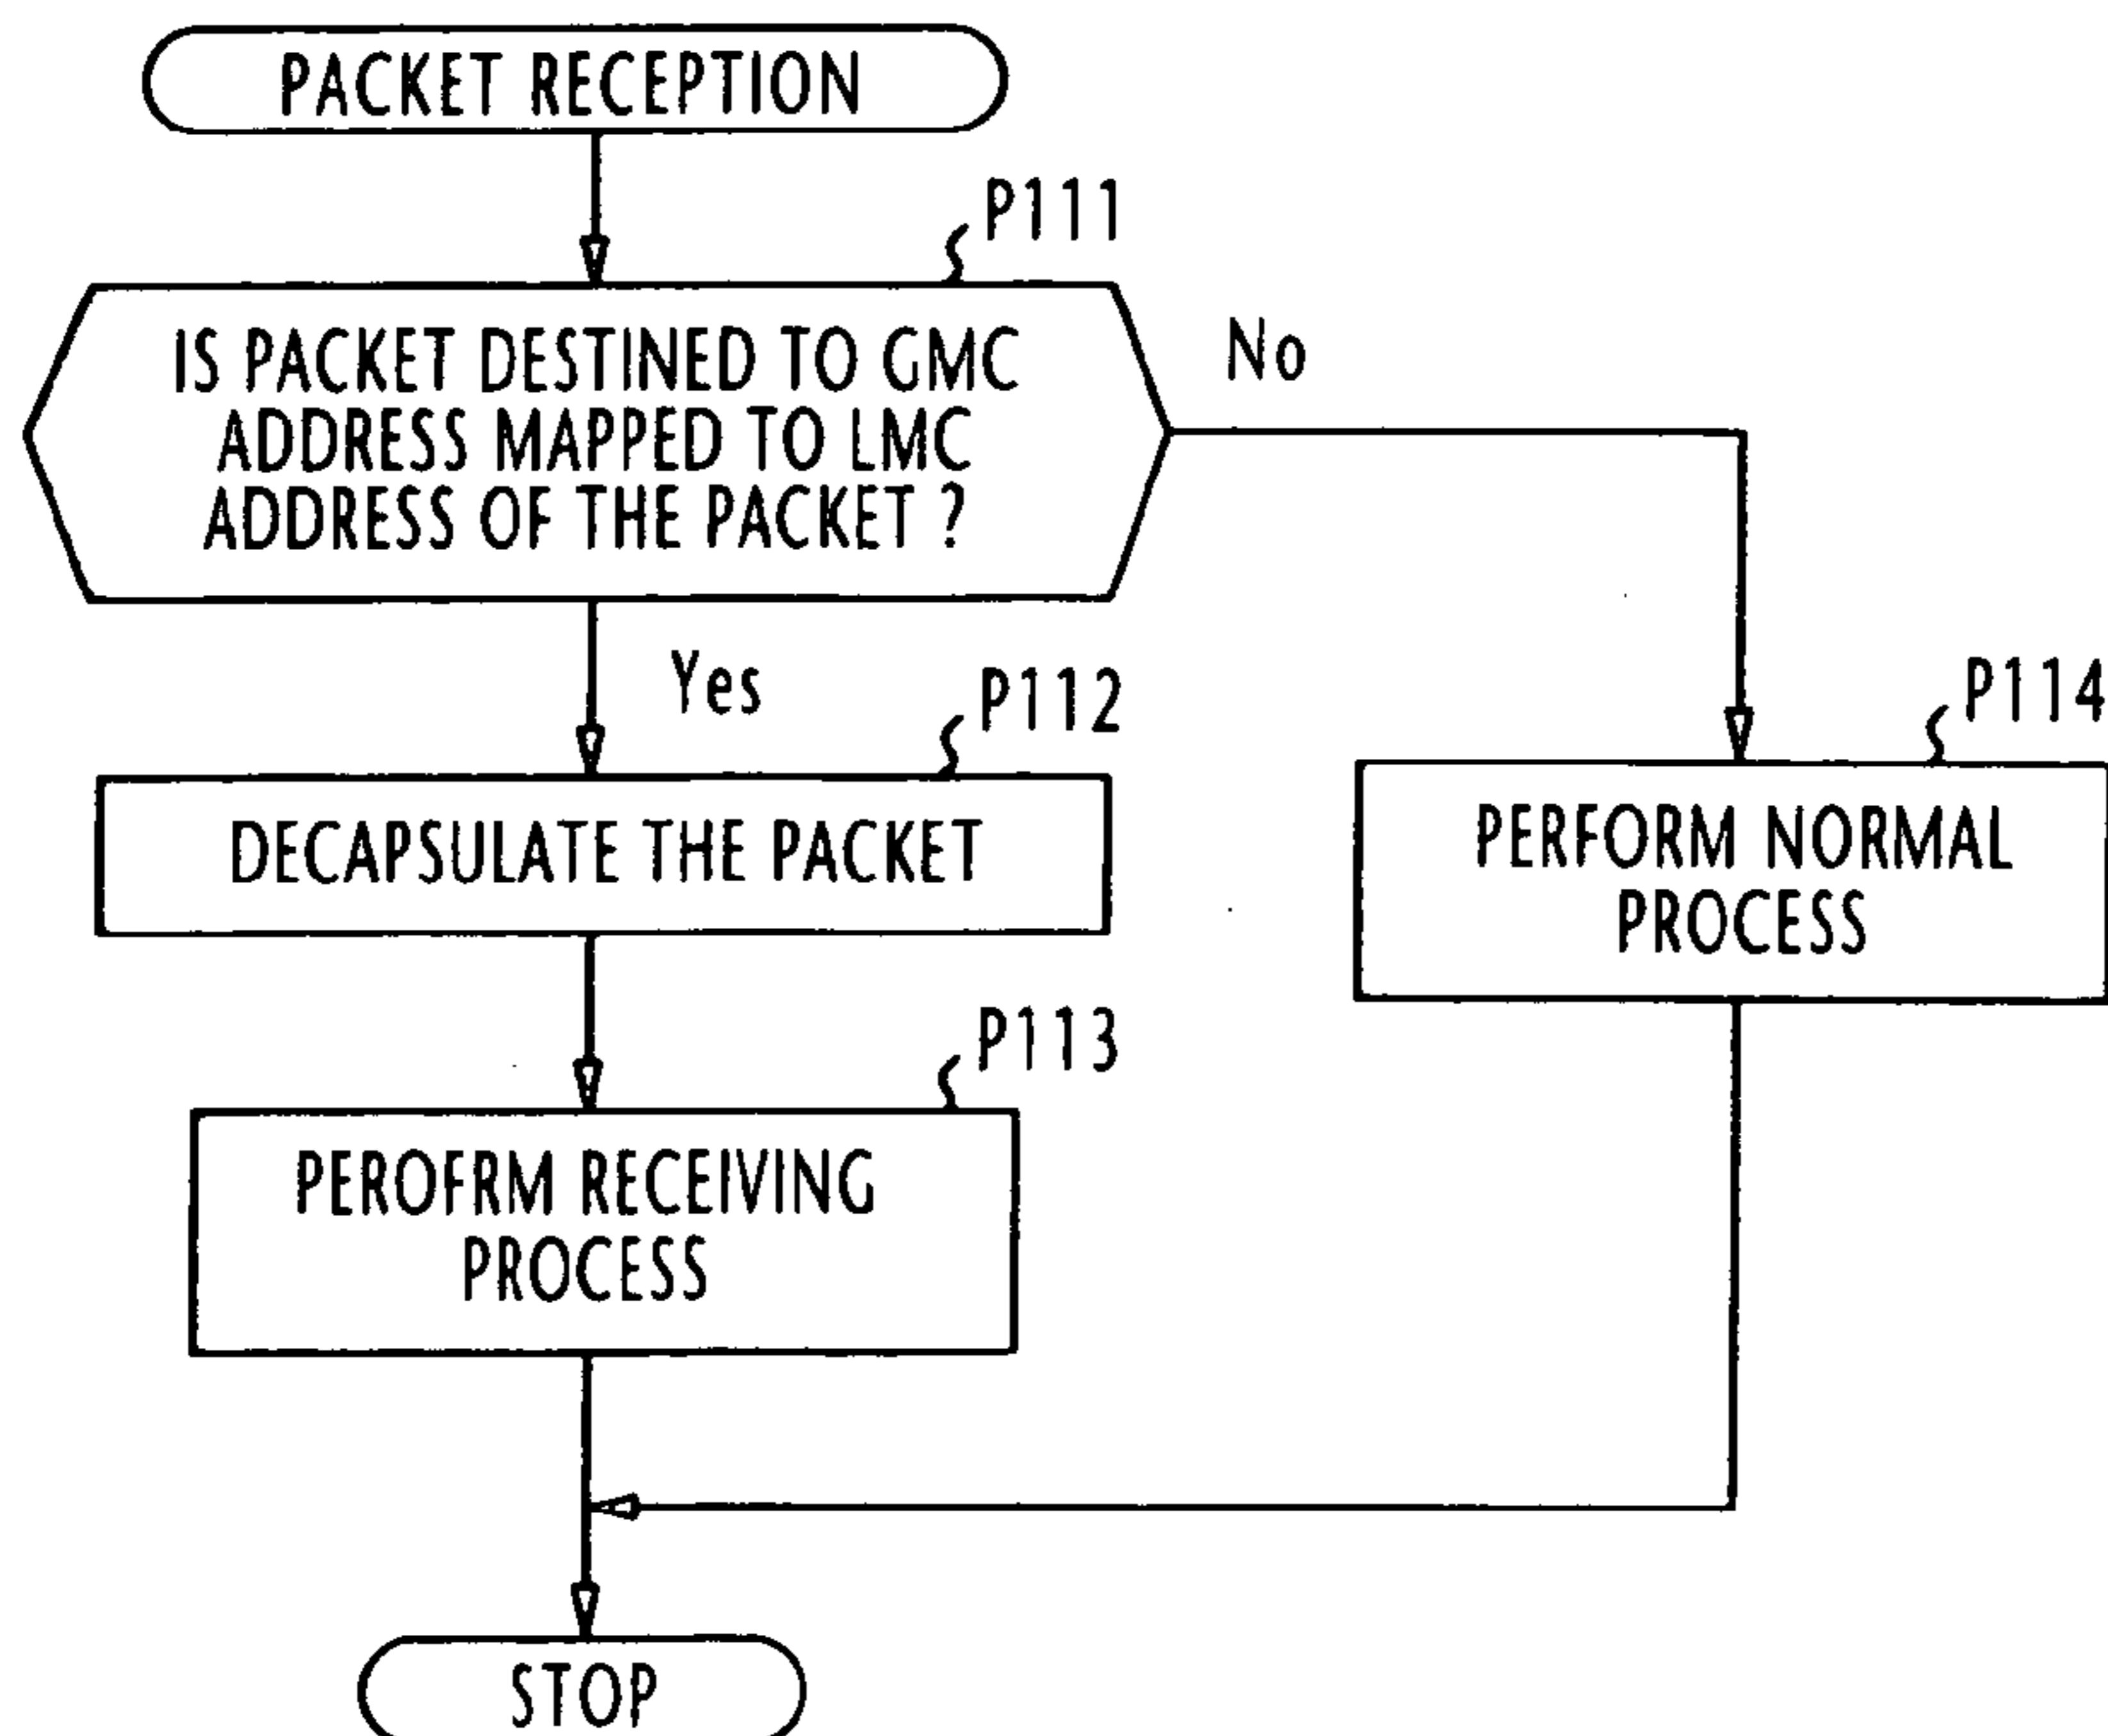 PACKET RECEPTION
P111
IS PACKET DESTINED TO GMC
ADDRESS MAPPED TO LMC
ADDRESS OF THE PACKET ?
No
Yes
P112
DECAPSULATE THE PACKET
P114
PERFORM NORMAL
PROCESS
P113
PEROFRM RECEIVING
PROCESS
STOP